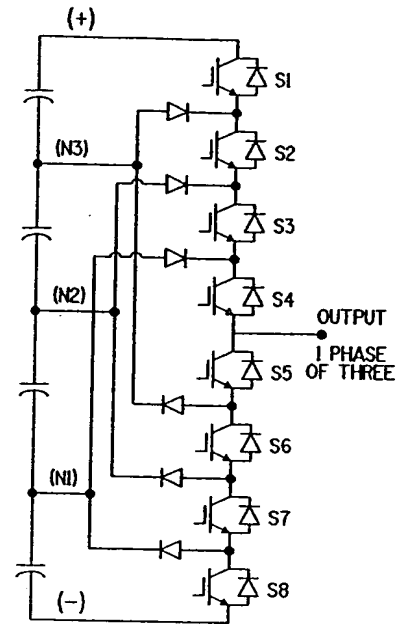 (+)
S1
S2
(N3)
S3
S4
(N2)
OUTPUT
1 PHASE
OF THREE
S5
S6
(N1)
S7
S8
(-)